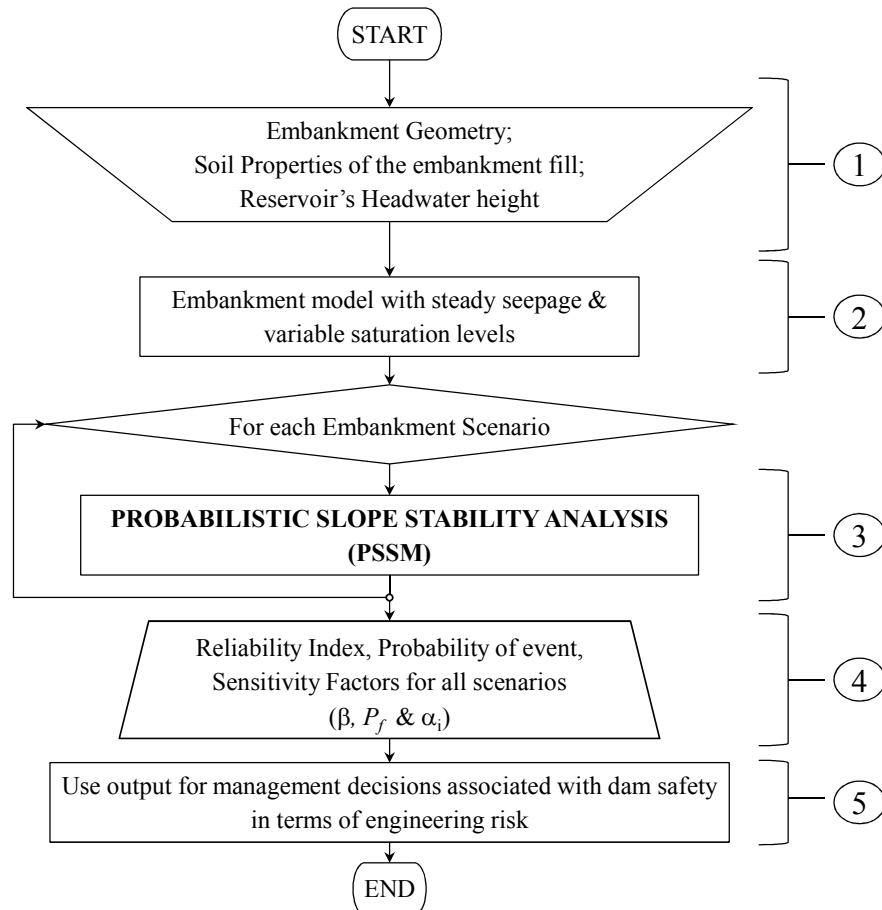 START
Embankment Geometry;
Soil Properties of the embankment fill;
Reservoir’s Headwater height
1
Embankment model with steady seepage &
variable saturation levels
2
For each Embankment Scenario
PROBABILISTIC SLOPE STABILITY ANALYSIS
(PSSM)
3
Reliability Index, Probability of event,
Sensitivity Factors for all scenarios
(β, P_f & α_i)
4
Use output for management decisions associated with dam safety
in terms of engineering risk
5
END